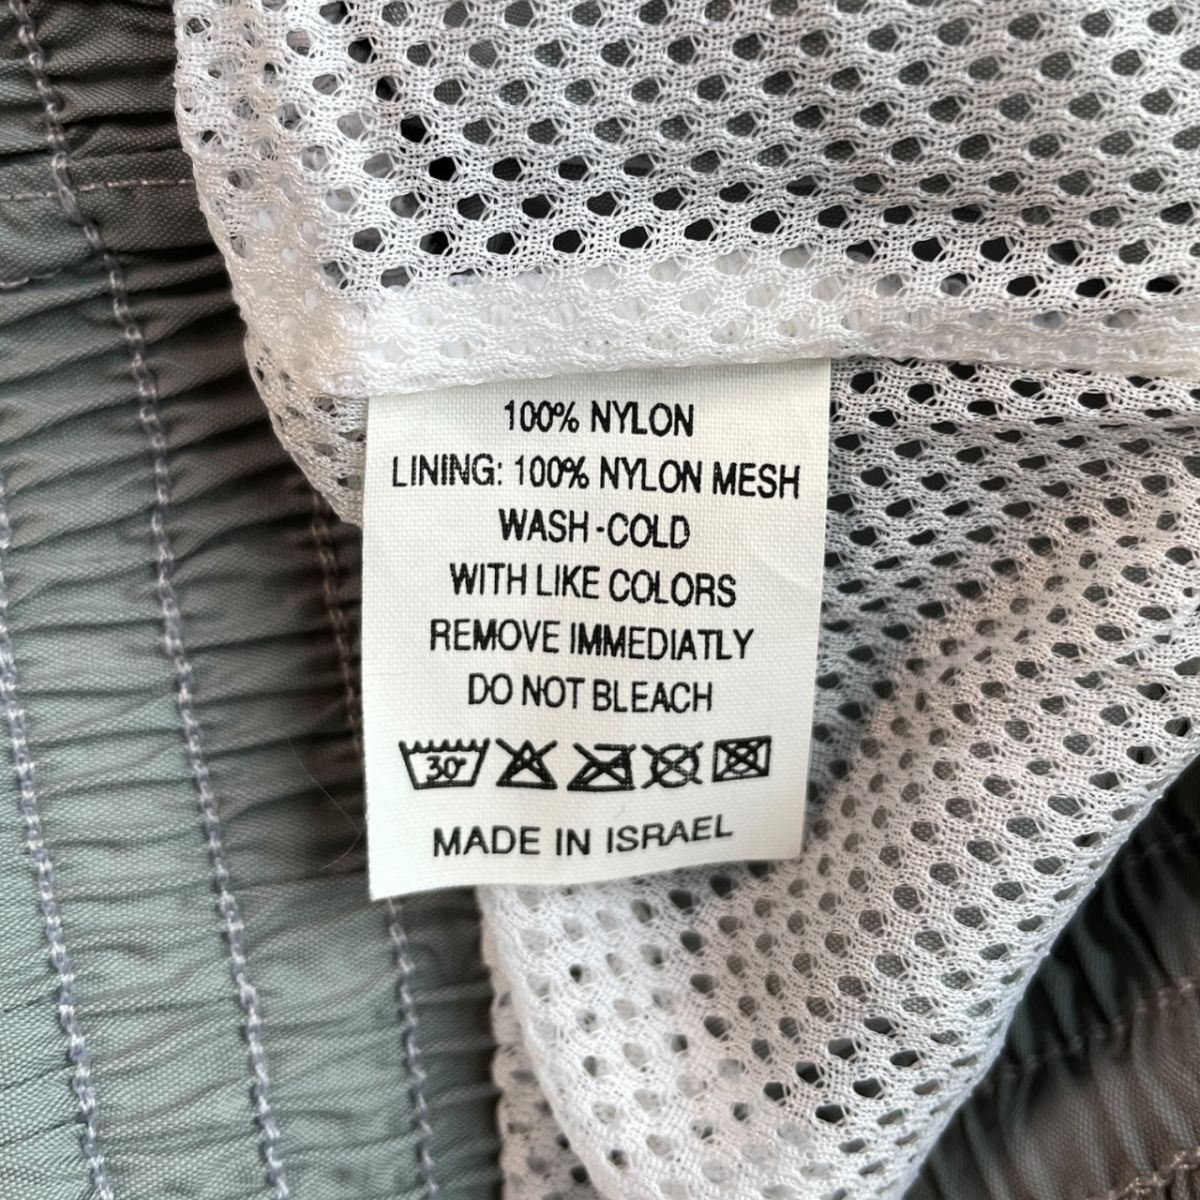 100% NYLON
LINING: 100% NYLON MESH
WASH-COLD
WITH LIKE COLORS
REMOVE IMMEDIATLY
DO NOT BLEACH
30°
MADE IN ISRAEL